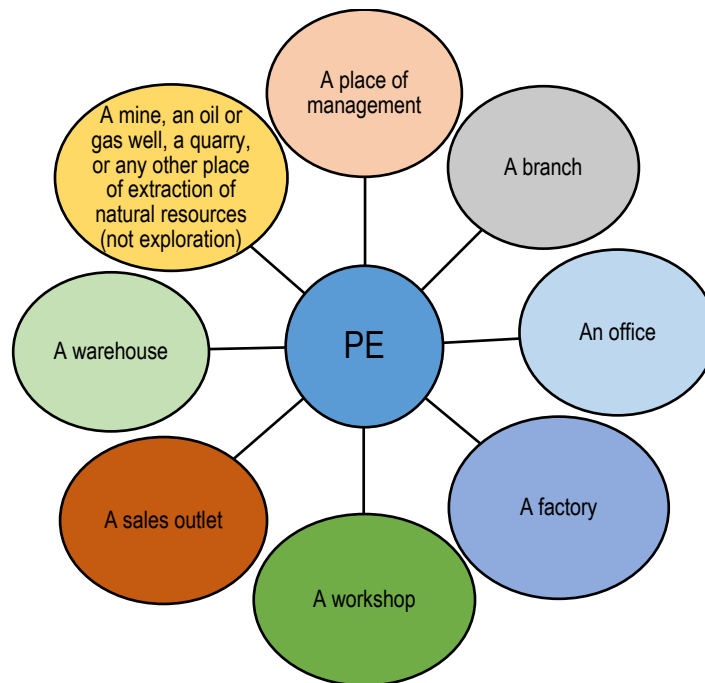 A place of
management
A branch
An office
A factory
A workshop
A sales outlet
A warehouse
A mine, an oil or
gas well, a quarry,
or any other place
of extraction of
natural resources
(not exploration)
PE